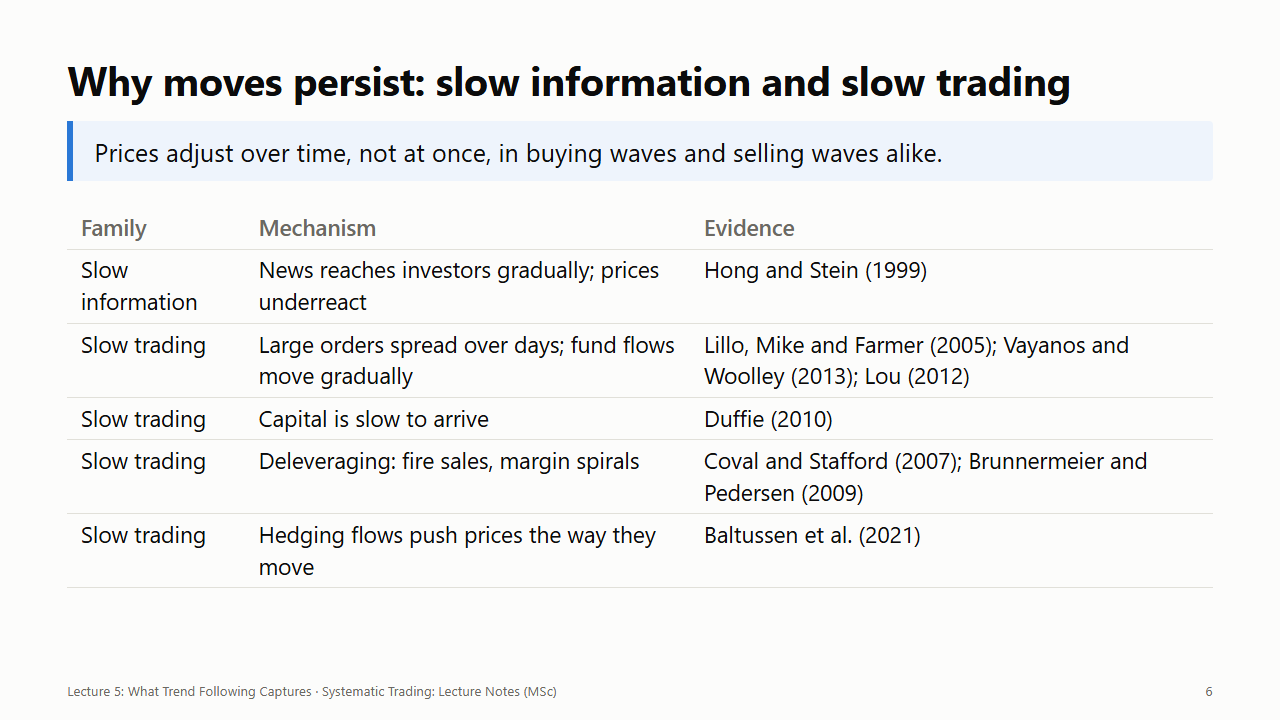 Why moves persist: slow information and slow trading
Prices adjust over time, not at once, in buying waves and selling waves alike.
Family Mechanism Evidence
Slow information
News reaches investors gradually; prices underreact
Hong and Stein (1999)
Slow trading
Large orders spread over days; fund flows move gradually
Lillo, Mike and Farmer (2005); Vayanos and Woolley (2013); Lou (2012)
Slow trading
Capital is slow to arrive
Duffie (2010)
Slow trading
Deleveraging: fire sales, margin spirals
Coval and Stafford (2007); Brunnermeier and Pedersen (2009)
Slow trading
Hedging flows push prices the way they move
Baltussen et al. (2021)
Lecture 5: What Trend Following Captures · Systematic Trading: Lecture Notes (MSc)
6